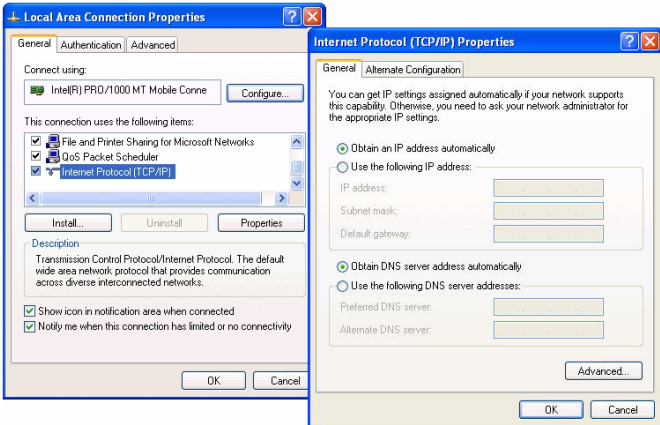 Local Area Connection Properties
General Authentication Advanced
Connect using:
Intel(R) PRO/1000 MT Mobile Conne
Configure...
This connection uses the following items:
File and Printer Sharing for Microsoft Networks
QoS Packet Scheduler
Internet Protocol (TCP/IP)
Install... Uninstall Properties
Description
Transmission Control Protocol/Internet Protocol. The default
wide area network protocol that provides communication
across diverse interconnected networks.
Show icon in notification area when connected
Notify me when this connection has limited or no connectivity
OK Cancel
Internet Protocol (TCP/IP) Properties
General Alternate Configuration
You can get IP settings assigned automatically if your network supports
this capability. Otherwise, you need to ask your network administrator for
the appropriate IP settings.
Obtain an IP address automatically
Use the following IP address:
IP address:
Subnet mask:
Default gateway:
Obtain DNS server address automatically
Use the following DNS server addresses:
Preferred DNS server:
Alternate DNS server:
Advanced...
OK Cancel